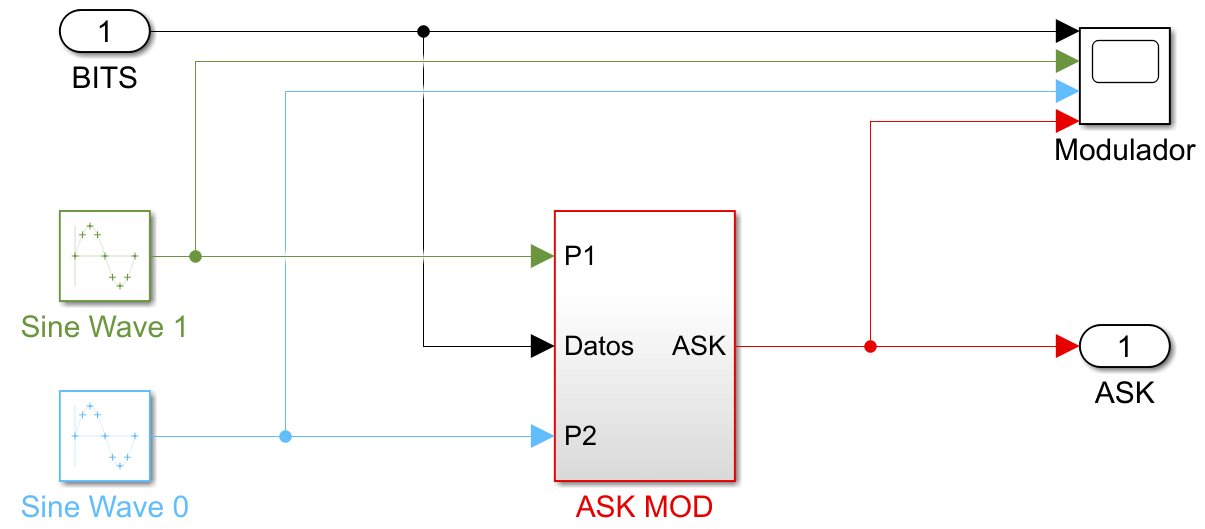 1
BITS
Modulador
Sine Wave 1
P1
Datos
ASK
P2
ASK MOD
1
ASK
Sine Wave 0